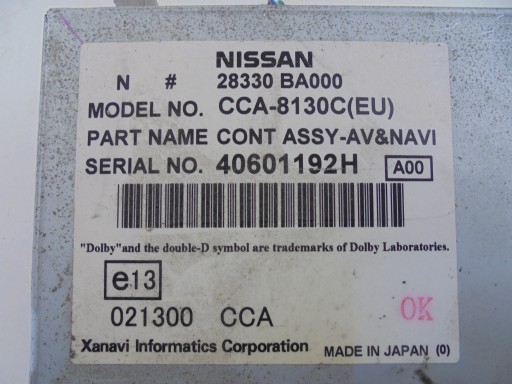 NISSAN
N # 28330 BA000
MODEL NO. CCA-8130C(EU)
PART NAME CONT ASSY-AV&NAVI
SERIAL NO. 40601192H A00
"Dolby"and the double-D symbol are trademarks of Dolby Laboratories.
e13
021300 CCA OK
Xanavi Informatics Corporation MADE IN JAPAN (0)